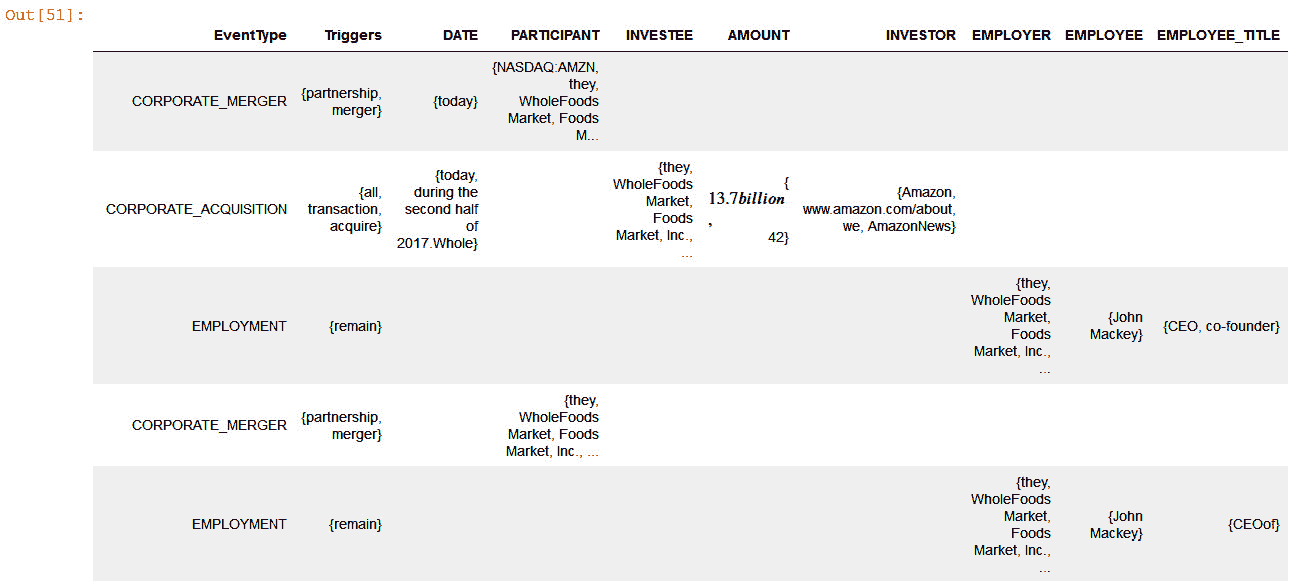 Out[51]:
EventType Triggers DATE PARTICIPANT INVESTEE AMOUNT INVESTOR EMPLOYER EMPLOYEE EMPLOYEE_TITLE
CORPORATE_MERGER
{partnership,
merger}
{today}
{NASDAQ:AMZN,
they,
WholeFoods
Market, Foods
M...
CORPORATE_ACQUISITION
{all,
transaction,
acquire}
{today,
during the
second half
of
2017.Whole}
{they,
WholeFoods
Market,
Foods
Market, Inc.,
...
{
13.7billion
,
42}
{Amazon,
www.amazon.com/about,
we, AmazonNews}
EMPLOYMENT
{remain}
{they,
WholeFoods
Market,
Foods
Market, Inc.,
...
{John
Mackey}
{CEO, co-founder}
CORPORATE_MERGER
{partnership,
merger}
{they,
WholeFoods
Market, Foods
Market, Inc., ...
EMPLOYMENT
{remain}
{they,
WholeFoods
Market,
Foods
Market, Inc.,
...
{John
Mackey}
{CEOof}